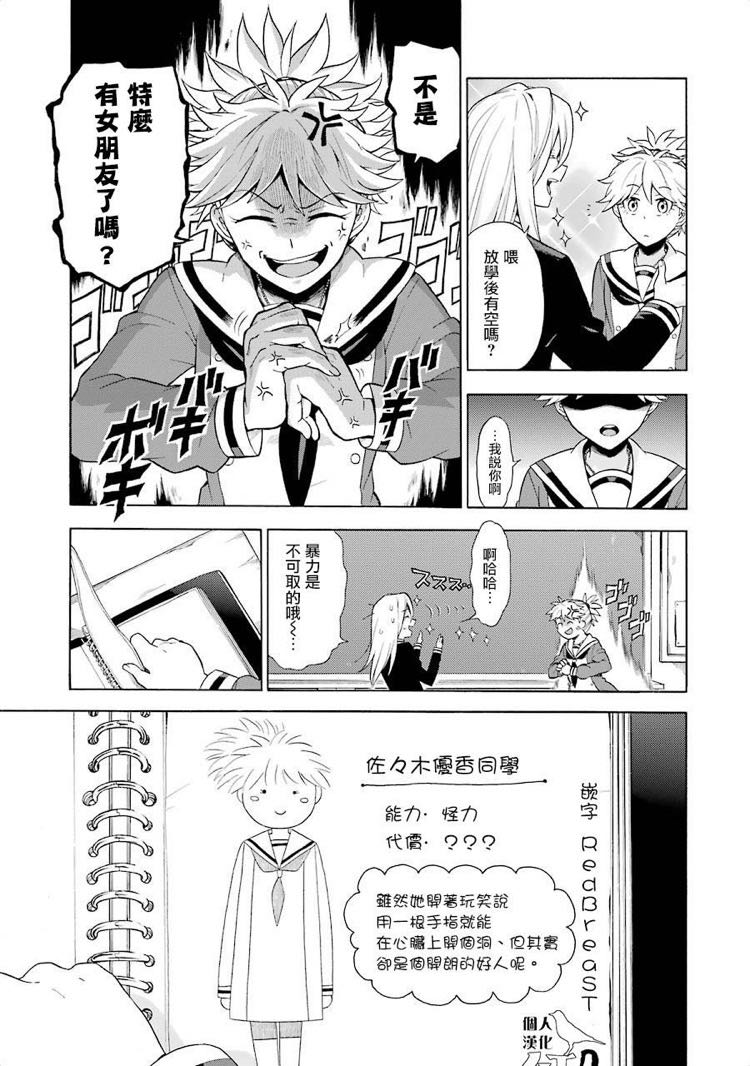 喂
放學後有空嗎？
不是
特麼
有女朋友了嗎？
バキ
バキ
ボキ
…我説你啊
ゴゴゴ
啊哈哈…
ススス…
暴力是
不可取的哦～…
佐々木優香同學
能力・怪力
代價・？？？
雖然她開著玩笑說
用一根手指就能
在心臟上開個洞、但其實
卻是個開朗的好人呢。
嵌字 RedBreaST
個人
漢化